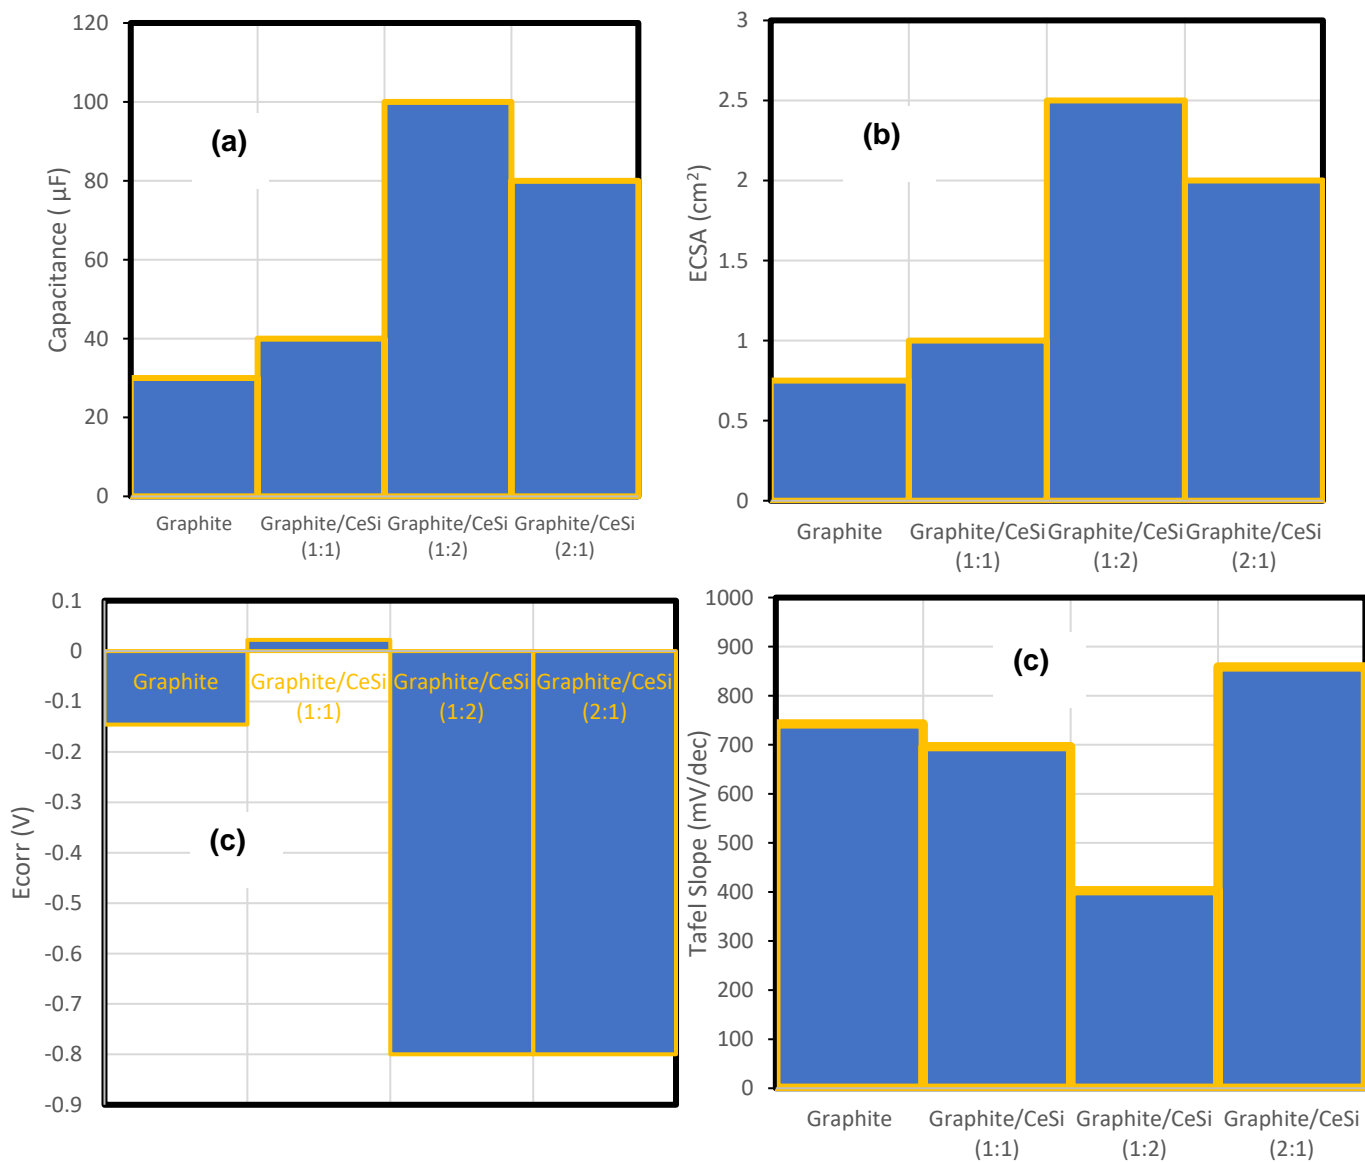 120
100
80
60
40
20
0
Capacitance ( µF)
(a)
Graphite
Graphite/CeSi
(1:1)
Graphite/CeSi
(1:2)
Graphite/CeSi
(2:1)
3
2.5
2
1.5
1
0.5
0
ECSA (cm²)
(b)
Graphite
Graphite/CeSi
(1:1)
Graphite/CeSi
(1:2)
Graphite/CeSi
(2:1)
0.1
0
-0.1
-0.2
-0.3
-0.4
-0.5
-0.6
-0.7
-0.8
-0.9
Ecorr (V)
Graphite
Graphite/CeSi
(1:1)
Graphite/CeSi
(1:2)
Graphite/CeSi
(2:1)
(c)
1000
900
800
700
600
500
400
300
200
100
0
Tafel Slope (mV/dec)
(c)
Graphite
Graphite/CeSi
(1:1)
Graphite/CeSi
(1:2)
Graphite/CeSi
(2:1)